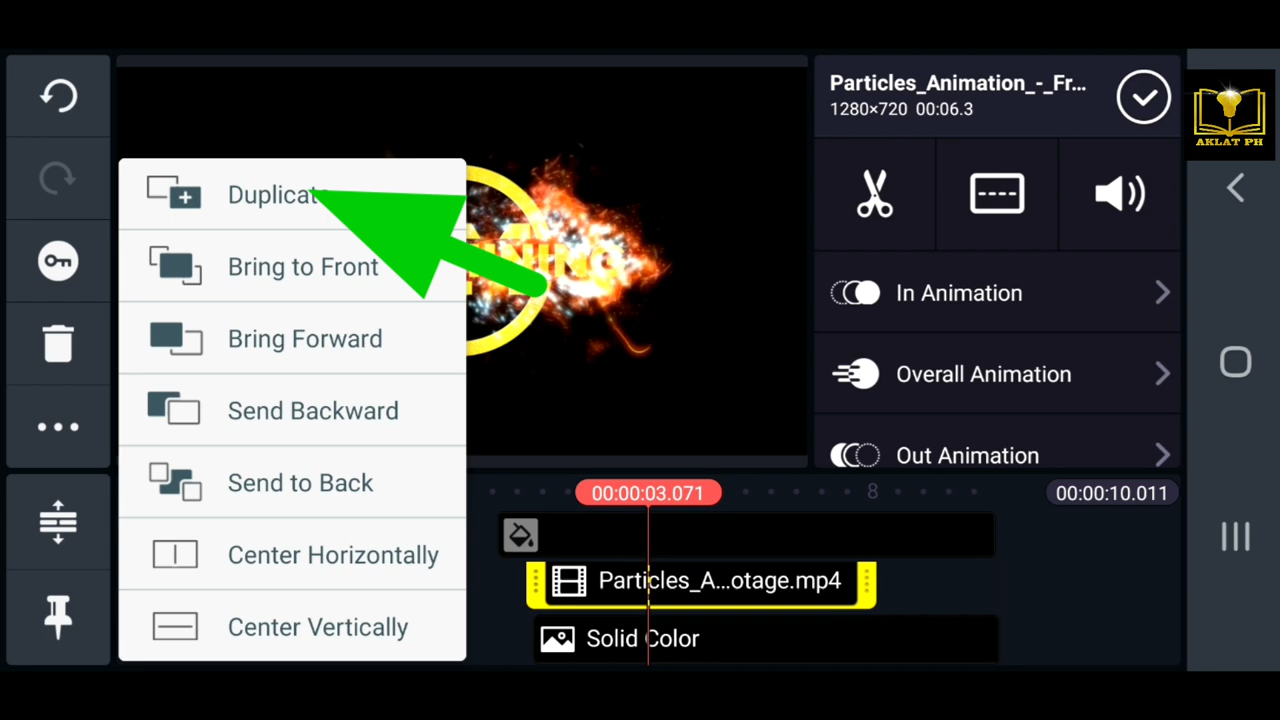 Particles_Animation_-_Fr...
1280×720 00:06.3
AKLAT PH
Duplicate
Bring to Front
Bring Forward
Send Backward
Send to Back
Center Horizontally
Center Vertically
In Animation
Overall Animation
Out Animation
00:00:03.071
8
00:00:10.011
Particles_A...otage.mp4
Solid Color